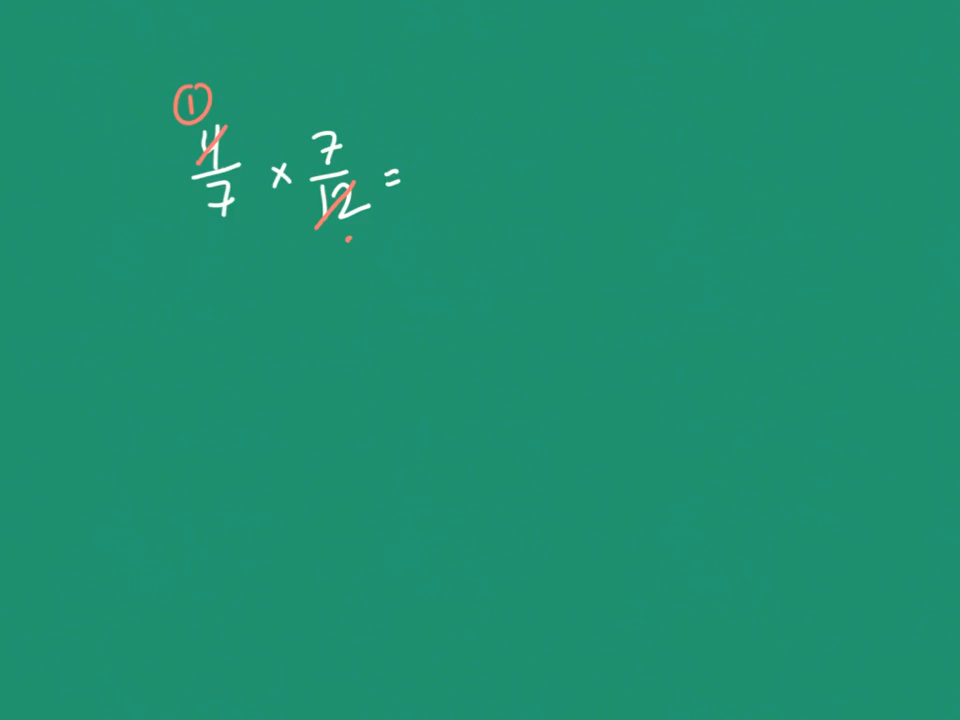 ①
4/7 × 7/12 =